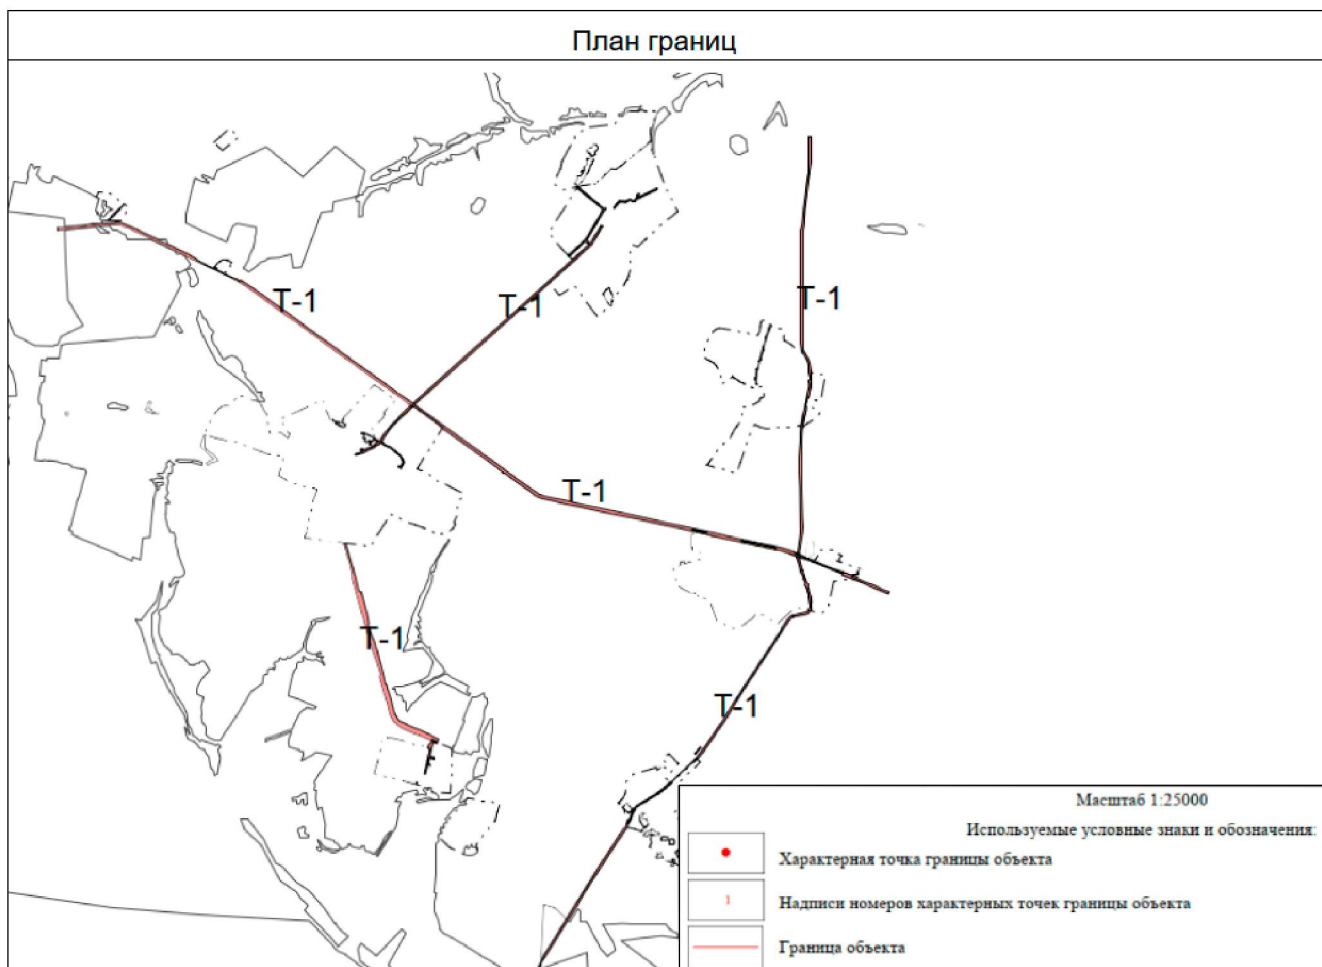 План границ
Т-1
Т-1
Т-1
Т-1
Т-1
Т-1
Масштаб 1:25000
Используемые условные знаки и обозначения:
Характерная точка границы объекта
1
Надписи номеров характерных точек границы объекта
Граница объекта